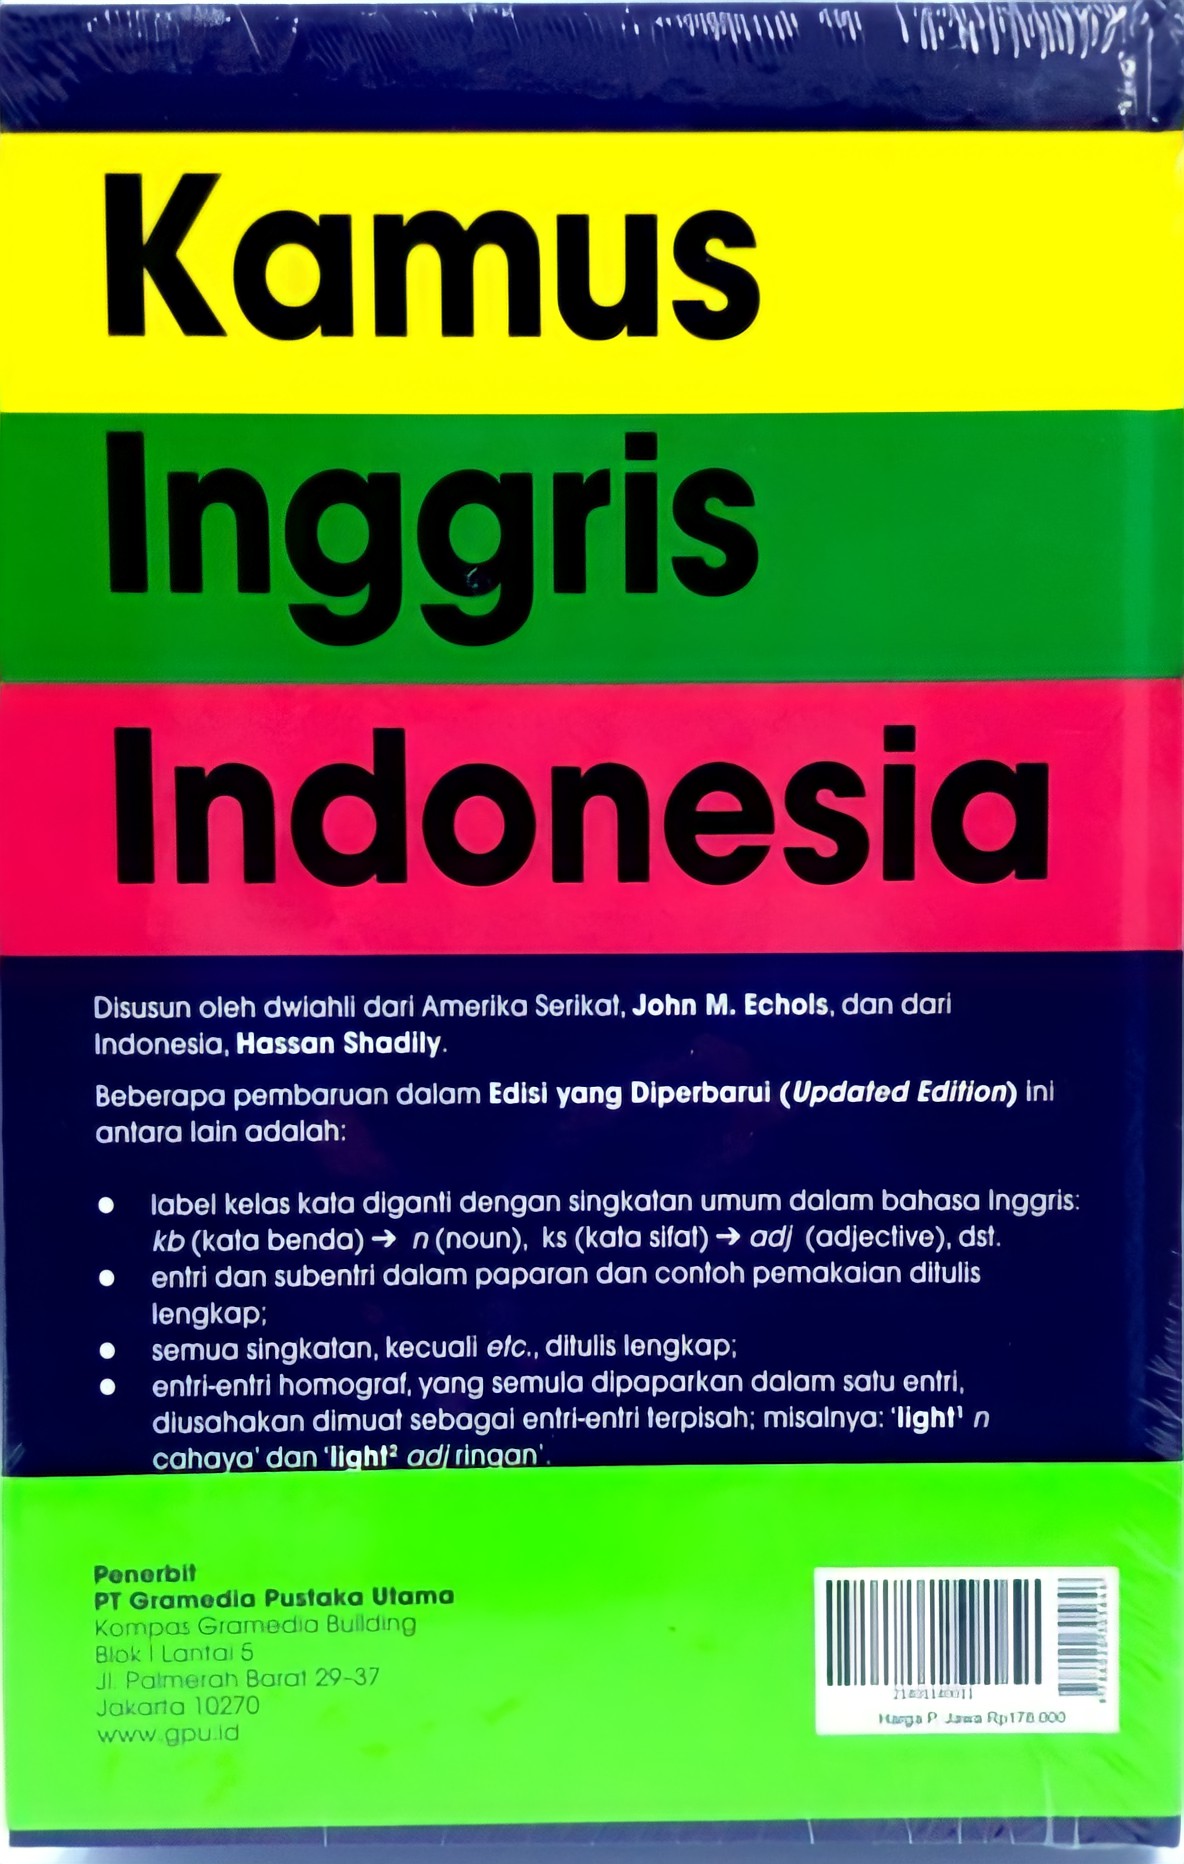 Kamus
Inggris
Indonesia
Disusun oleh dwiahli dari Amerika Serikat, John M. Echols, dan dari
Indonesia, Hassan Shadily.
Beberapa pembaruan dalam Edisi yang Diperbarui (Updated Edition) ini
antara lain adalah:
● label kelas kata diganti dengan singkatan umum dalam bahasa Inggris:
kb (kata benda) → n (noun), ks (kata sifat) → adj (adjective), dst.
● entri dan subentri dalam paparan dan contoh pemakaian ditulis
lengkap;
● semua singkatan, kecuali etc., ditulis lengkap;
● entri-entri homograf, yang semula dipaparkan dalam satu entri,
diusahakan dimuat sebagai entri-entri terpisah; misalnya: 'light¹ n
cahaya' dan 'light² adj ringan'.
Penerbit
PT Gramedia Pustaka Utama
Kompas Gramedia Building
Blok I Lantai 5
Jl. Palmerah Barat 29-37
Jakarta 10270
www.gpu.id
Harga P. Jawa Rp178.000